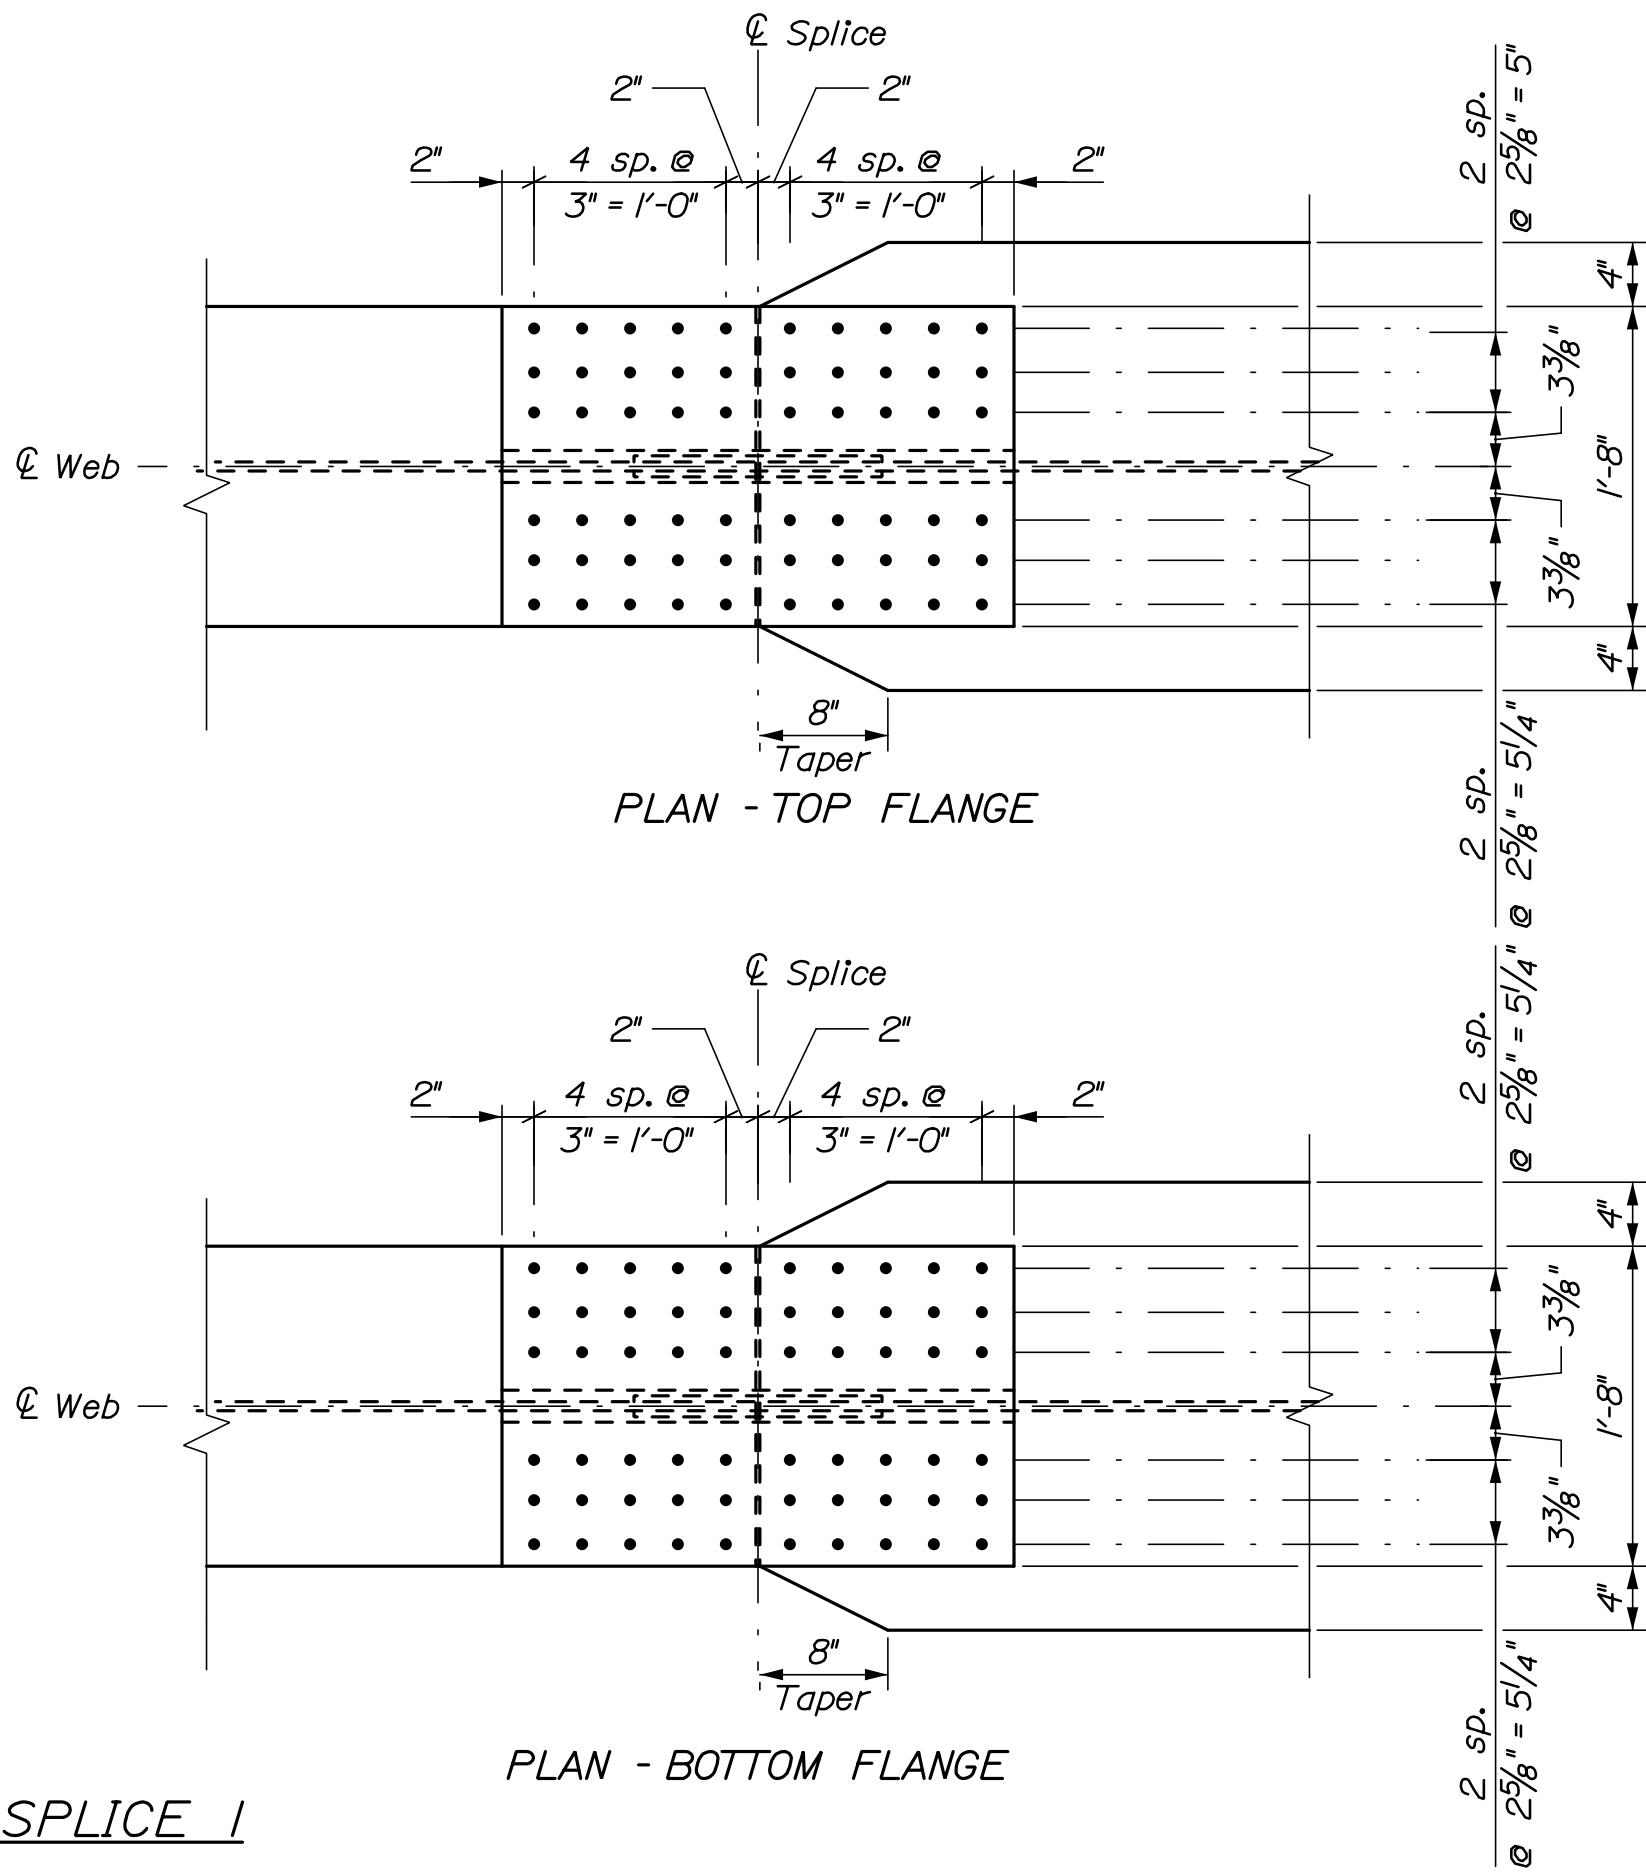 ℄ Splice
2" 2"
2" 4 sp. @ 4 sp. @ 2"
3" = 1'-0" 3" = 1'-0"
2 sp.
@ 2⅝" = 5"
4"
3⅜"
1'-8"
℄ Web
3⅜"
4"
8"
Taper
2 sp.
@ 2⅝" = 5¼"
PLAN - TOP FLANGE
℄ Splice
2" 2"
2" 4 sp. @ 4 sp. @ 2"
3" = 1'-0" 3" = 1'-0"
2 sp.
@ 2⅝" = 5¼"
4"
3⅜"
1'-8"
℄ Web
3⅜"
4"
8"
Taper
2 sp.
@ 2⅝" = 5¼"
PLAN - BOTTOM FLANGE
SPLICE 1